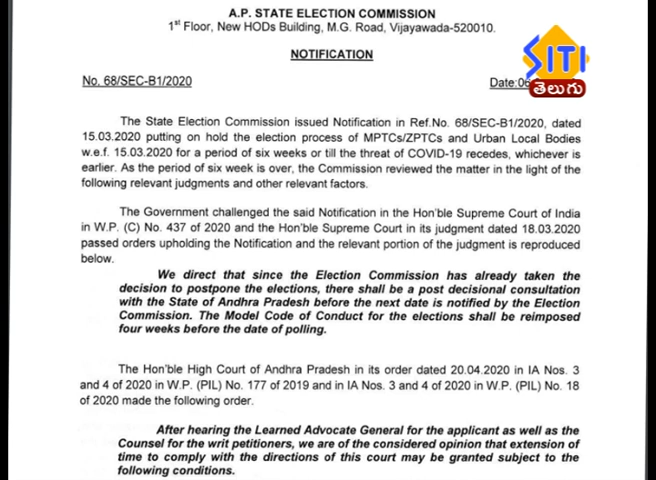 A.P. STATE ELECTION COMMISSION
1st Floor, New HODs Building, M.G. Road, Vijayawada-520010.
NOTIFICATION
No. 68/SEC-B1/2020
Date:
SITI
తెలుగు
The State Election Commission issued Notification in Ref.No. 68/SEC-B1/2020, dated
15.03.2020 putting on hold the election process of MPTCs/ZPTCs and Urban Local Bodies
w.e.f. 15.03.2020 for a period of six weeks or till the threat of COVID-19 recedes, whichever is
earlier. As the period of six week is over, the Commission reviewed the matter in the light of the
following relevant judgments and other relevant factors.
The Government challenged the said Notification in the Hon'ble Supreme Court of India
in W.P. (C) No. 437 of 2020 and the Hon'ble Supreme Court in its judgment dated 18.03.2020
passed orders upholding the Notification and the relevant portion of the judgment is reproduced
below.
We direct that since the Election Commission has already taken the
decision to postpone the elections, there shall be a post decisional consultation
with the State of Andhra Pradesh before the next date is notified by the Election
Commission. The Model Code of Conduct for the elections shall be reimposed
four weeks before the date of polling.
The Hon'ble High Court of Andhra Pradesh in its order dated 20.04.2020 in IA Nos. 3
and 4 of 2020 in W.P. (PIL) No. 177 of 2019 and in IA Nos. 3 and 4 of 2020 in W.P. (PIL) No. 18
of 2020 made the following order.
After hearing the Learned Advocate General for the applicant as well as the
Counsel for the writ petitioners, we are of the considered opinion that extension of
time to comply with the directions of this court may be granted subject to the
following conditions.